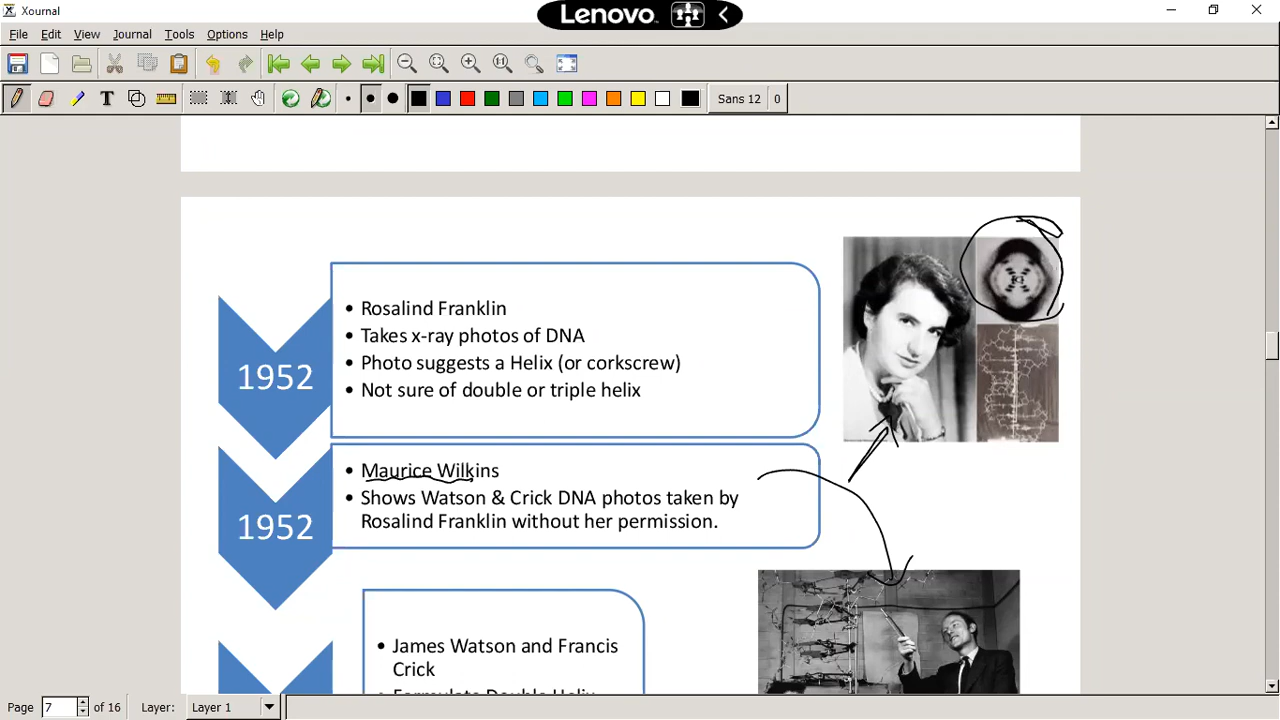 Xournal
Lenovo
File Edit View Journal Tools Options Help
Sans 12 0
1952
• Rosalind Franklin
• Takes x-ray photos of DNA
• Photo suggests a Helix (or corkscrew)
• Not sure of double or triple helix
1952
• Maurice Wilkins
• Shows Watson & Crick DNA photos taken by
Rosalind Franklin without her permission.
• James Watson and Francis
Crick
• Formulate Double Helix
Page 7 of 16 Layer: Layer 1